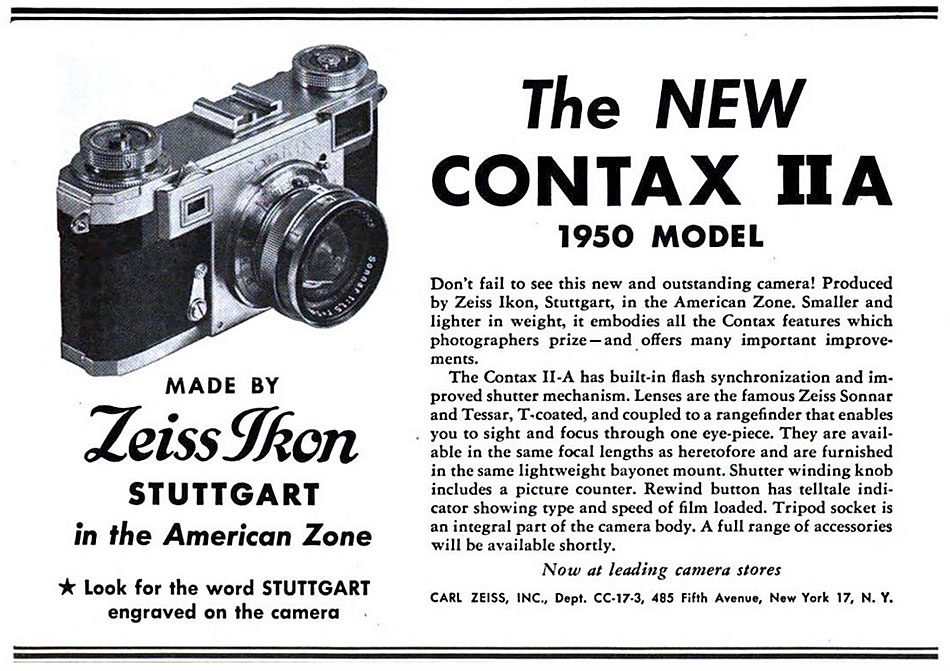 The NEW
CONTAX IIA
1950 MODEL
Don't fail to see this new and outstanding camera! Produced
by Zeiss Ikon, Stuttgart, in the American Zone. Smaller and
lighter in weight, it embodies all the Contax features which
photographers prize—and offers many important improve-
ments.
The Contax II-A has built-in flash synchronization and im-
proved shutter mechanism. Lenses are the famous Zeiss Sonnar
and Tessar, T-coated, and coupled to a rangefinder that enables
you to sight and focus through one eye-piece. They are avail-
able in the same focal lengths as heretofore and are furnished
in the same lightweight bayonet mount. Shutter winding knob
includes a picture counter. Rewind button has telltale indi-
cator showing type and speed of film loaded. Tripod socket is
an integral part of the camera body. A full range of accessories
will be available shortly.
Now at leading camera stores
CARL ZEISS, INC., Dept. CC-17-3, 485 Fifth Avenue, New York 17, N. Y.
Sonnar 1:1,5
MADE BY
Zeiss Ikon
STUTTGART
in the American Zone
★ Look for the word STUTTGART
engraved on the camera